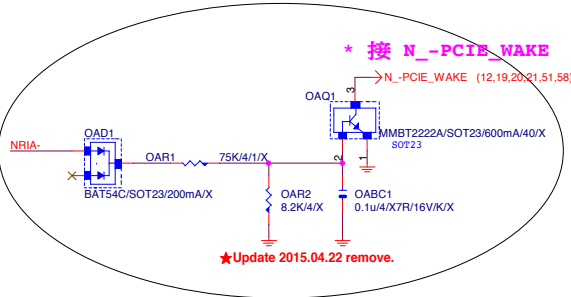 * 接 N_-PCIE_WAKE
3
N_-PCIE_WAKE (12,19,20,21,51,58)
OAQ1
MMBT2222A/SOT23/600mA/40/X
SOT23
2
1
OAD1
NRIA-
OAR1
75K/4/1/X
BAT54C/SOT23/200mA/X
OAR2
8.2K/4/X
OABC1
0.1u/4/X7R/16V/K/X
★Update 2015.04.22 remove.